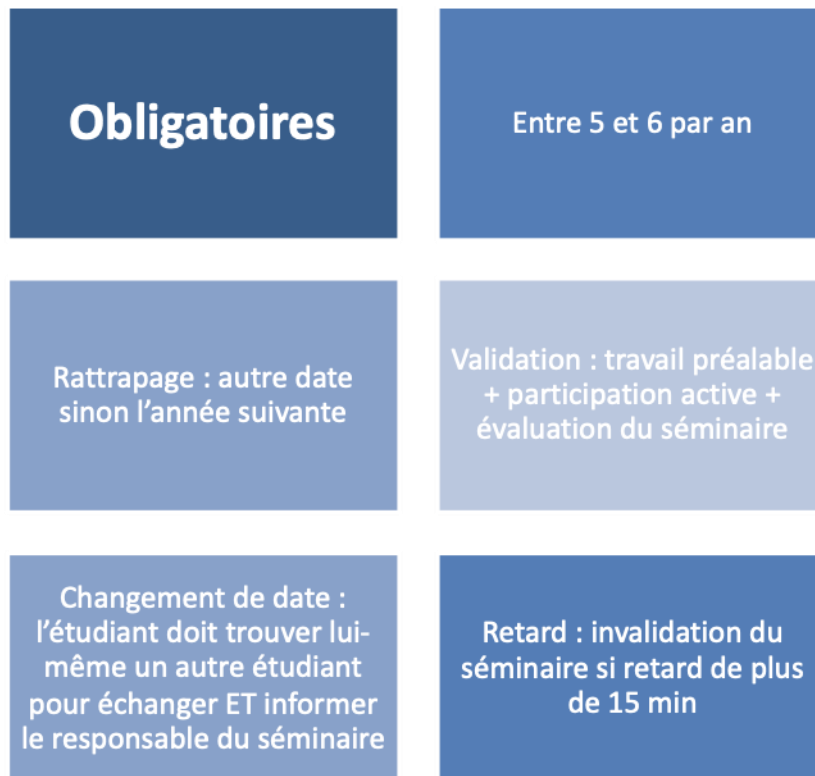 Obligatoires
Entre 5 et 6 par an
Rattrapage : autre date
sinon l’année suivante
Validation : travail préalable
+ participation active +
évaluation du séminaire
Changement de date :
l’étudiant doit trouver lui-
même un autre étudiant
pour échanger ET informer
le responsable du séminaire
Retard : invalidation du
séminaire si retard de plus
de 15 min